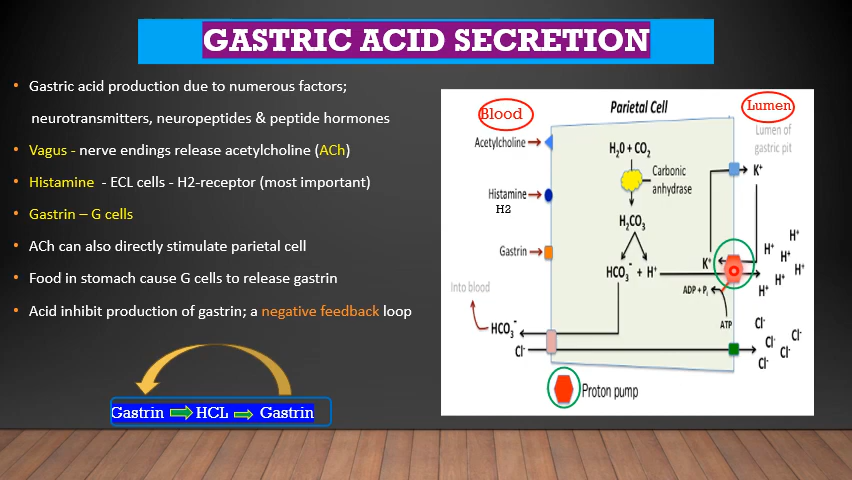 GASTRIC ACID SECRETION
• Gastric acid production due to numerous factors;
neurotransmitters, neuropeptides & peptide hormones
• Vagus - nerve endings release acetylcholine (ACh)
• Histamine - ECL cells - H2-receptor (most important)
• Gastrin – G cells
• ACh can also directly stimulate parietal cell
• Food in stomach cause G cells to release gastrin
• Acid inhibit production of gastrin; a negative feedback loop
Gastrin HCL Gastrin
Blood
Parietal Cell
Lumen
Lumen of
gastric pit
Acetylcholine
H₂0 + CO₂
Carbonic
anhydrase
K⁺
Histamine
H2
H₂CO₃
Gastrin
HCO₃⁻ + H⁺
K⁺
H⁺
H⁺
H⁺
H⁺
H⁺
H⁺
ADP + Pᵢ
ATP
Into blood
HCO₃⁻
Cl⁻
Cl⁻
Cl⁻
Cl⁻
Cl⁻
Cl⁻
Proton pump